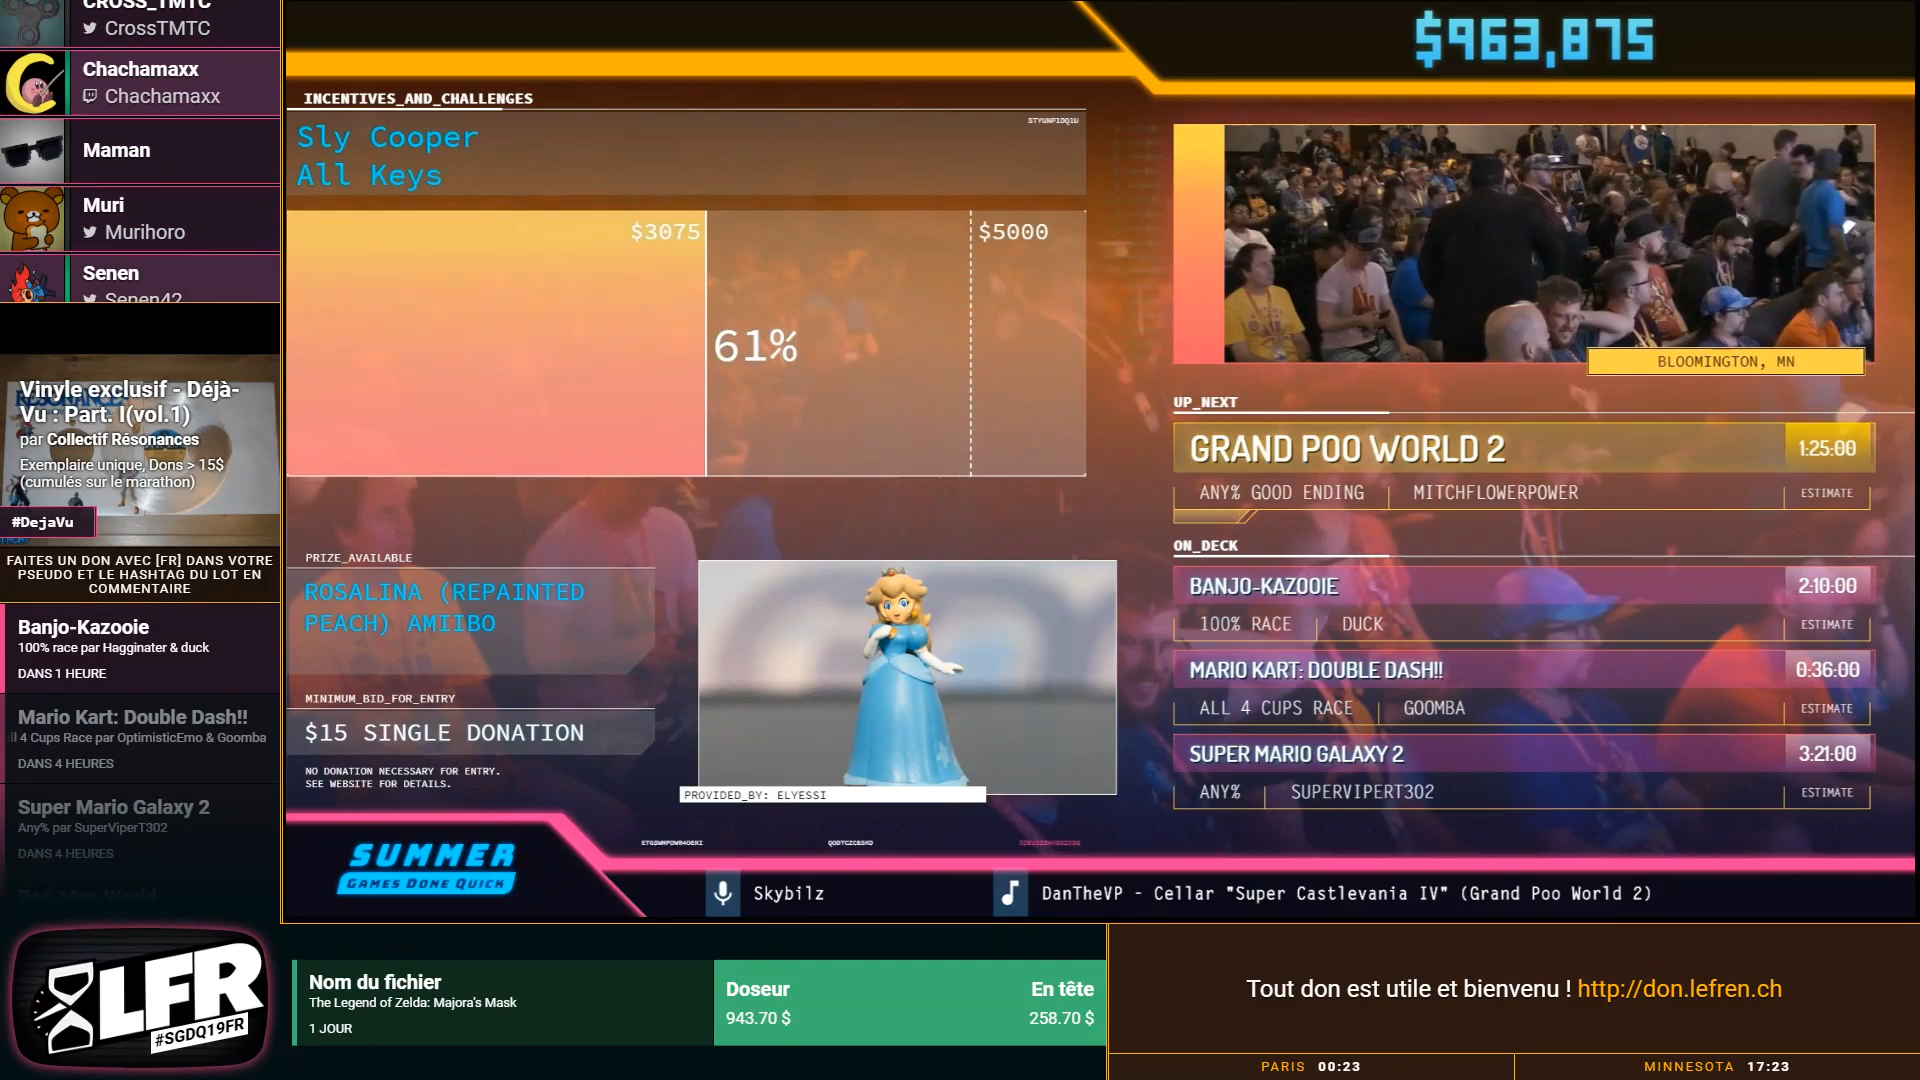 CROSS_TMTC
CrossTMTC
Chachamaxx
Chachamaxx
Maman
Muri
Murihoro
Senen
Senen42
Vinyle exclusif - Déjà-
Vu : Part. I(vol.1)
par Collectif Résonances
Exemplaire unique, Dons > 15$
(cumulés sur le marathon)
#DejaVu
FAITES UN DON AVEC [FR] DANS VOTRE
PSEUDO ET LE HASHTAG DU LOT EN
COMMENTAIRE
Banjo-Kazooie
100% race par Hagginater & duck
DANS 1 HEURE
Mario Kart: Double Dash!!
ll 4 Cups Race par OptimisticEmo & Goomba
DANS 4 HEURES
Super Mario Galaxy 2
Any% par SuperViperT302
DANS 4 HEURES
Pac-Man World
LFR
#SGDQ19FR
$963,875
INCENTIVES_AND_CHALLENGES
Sly Cooper
All Keys
$3075
$5000
61%
BLOOMINGTON, MN
UP_NEXT
GRAND POO WORLD 2
1:25:00
ANY% GOOD ENDING
MITCHFLOWERPOWER
ESTIMATE
ON_DECK
BANJO-KAZOOIE
2:10:00
100% RACE
DUCK
ESTIMATE
MARIO KART: DOUBLE DASH!!
0:36:00
ALL 4 CUPS RACE
GOOMBA
ESTIMATE
SUPER MARIO GALAXY 2
3:21:00
ANY%
SUPERVIPERT302
ESTIMATE
PRIZE_AVAILABLE
ROSALINA (REPAINTED
PEACH) AMIIBO
MINIMUM_BID_FOR_ENTRY
$15 SINGLE DONATION
NO DONATION NECESSARY FOR ENTRY.
SEE WEBSITE FOR DETAILS.
PROVIDED_BY: ELYESSI
SUMMER
GAMES DONE QUICK
Skybilz
DanTheVP - Cellar "Super Castlevania IV" (Grand Poo World 2)
Nom du fichier
The Legend of Zelda: Majora's Mask
1 JOUR
Doseur
943.70 $
En tête
258.70 $
Tout don est utile et bienvenu ! http://don.lefren.ch
PARIS 00:23
MINNESOTA 17:23